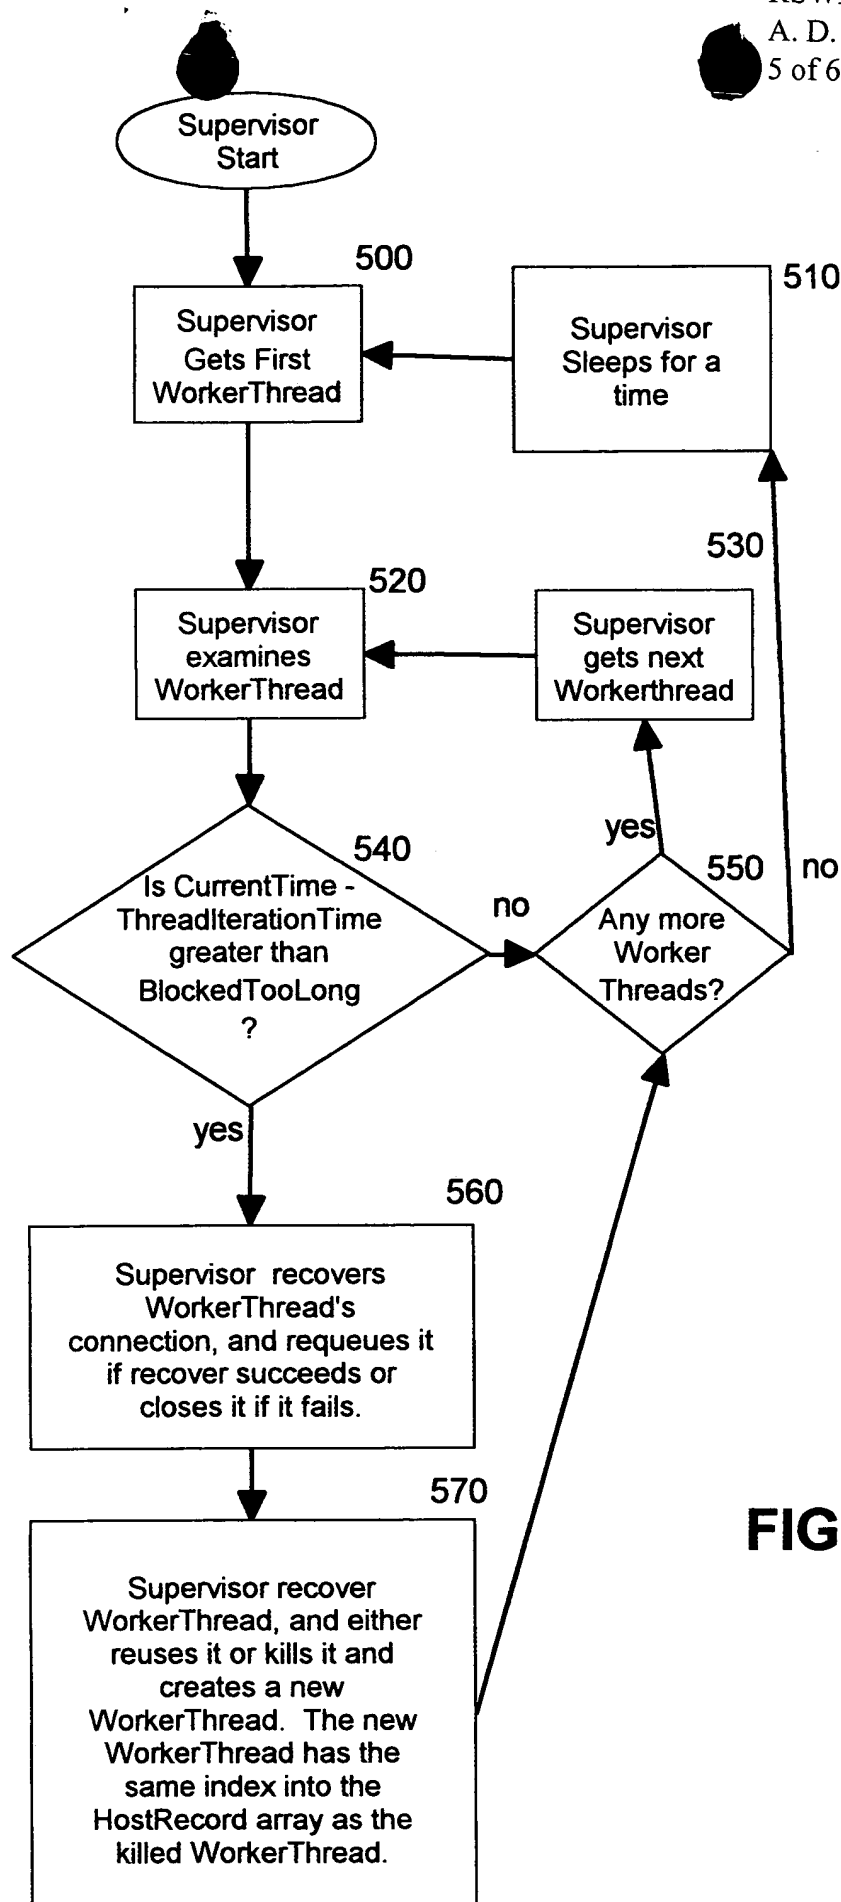 A. D.
5 of 6
Supervisor
Start
500
Supervisor
Gets First
WorkerThread
510
Supervisor
Sleeps for a
time
520
Supervisor
examines
WorkerThread
530
Supervisor
gets next
Workerthread
540
Is CurrentTime -
ThreadIterationTime
greater than
BlockedTooLong
?
no
yes
550
Any more
Worker
Threads?
yes
no
560
Supervisor recovers
WorkerThread's
connection, and requeues it
if recover succeeds or
closes it if it fails.
570
Supervisor recover
WorkerThread, and either
reuses it or kills it and
creates a new
WorkerThread. The new
WorkerThread has the
same index into the
HostRecord array as the
killed WorkerThread.
FIG